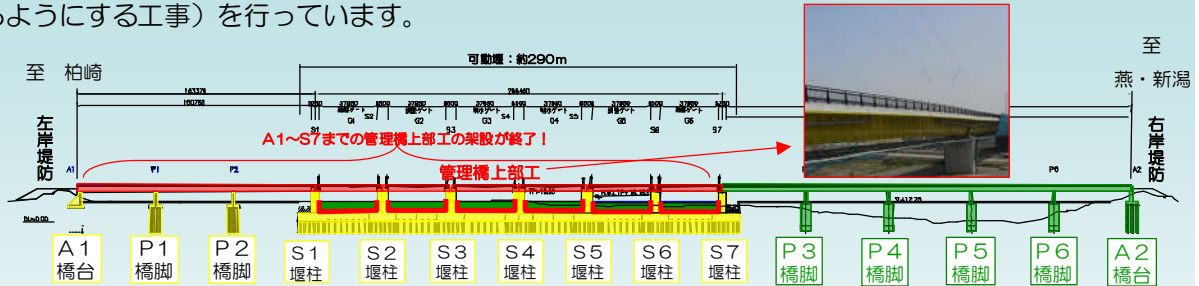 るようにする工事）を行っています。
可動堰：約290m
至　柏崎
至
燕・新潟
163376
160750
左岸堤防
右岸堤防
S1
S2
G1
G2
S3
G3
S4
G4
S5
G5
S6
G6
S7
A1～S7までの管理橋上部工の架設が終了！
管理橋上部工
A1
P1
P2
P6
A2
A1
橋台
P1
橋脚
P2
橋脚
S1
堰柱
S2
堰柱
S3
堰柱
S4
堰柱
S5
堰柱
S6
堰柱
S7
堰柱
P3
橋脚
P4
橋脚
P5
橋脚
P6
橋脚
A2
橋台